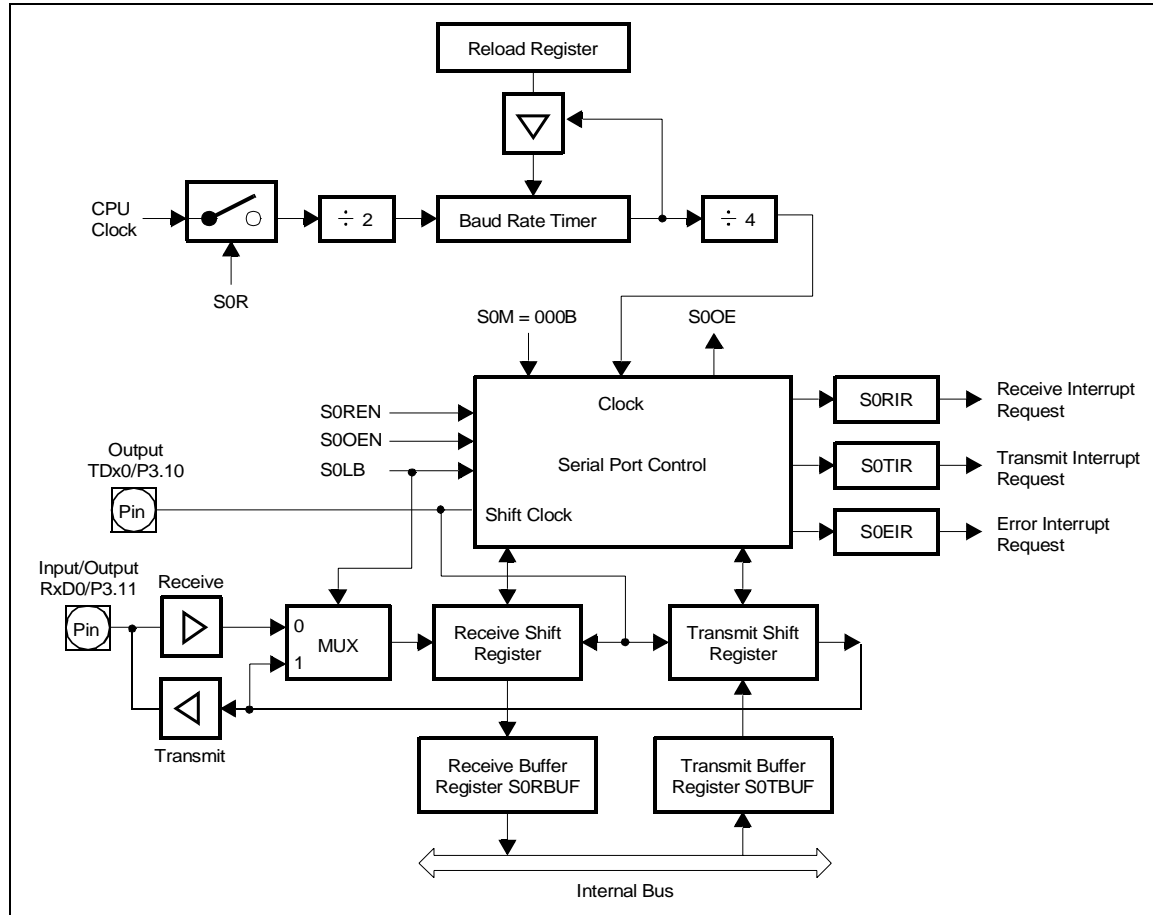 Reload Register
CPU
Clock
÷ 2
Baud Rate Timer
÷ 4
S0R
S0M = 000B
S0OE
S0REN
S0OEN
S0LB
Clock
Serial Port Control
Shift Clock
S0RIR
Receive Interrupt
Request
S0TIR
Transmit Interrupt
Request
S0EIR
Error Interrupt
Request
Output
TDx0/P3.10
Pin
Input/Output
RxD0/P3.11
Pin
Receive
0
MUX
1
Transmit
Receive Shift
Register
Transmit Shift
Register
Receive Buffer
Register S0RBUF
Transmit Buffer
Register S0TBUF
Internal Bus